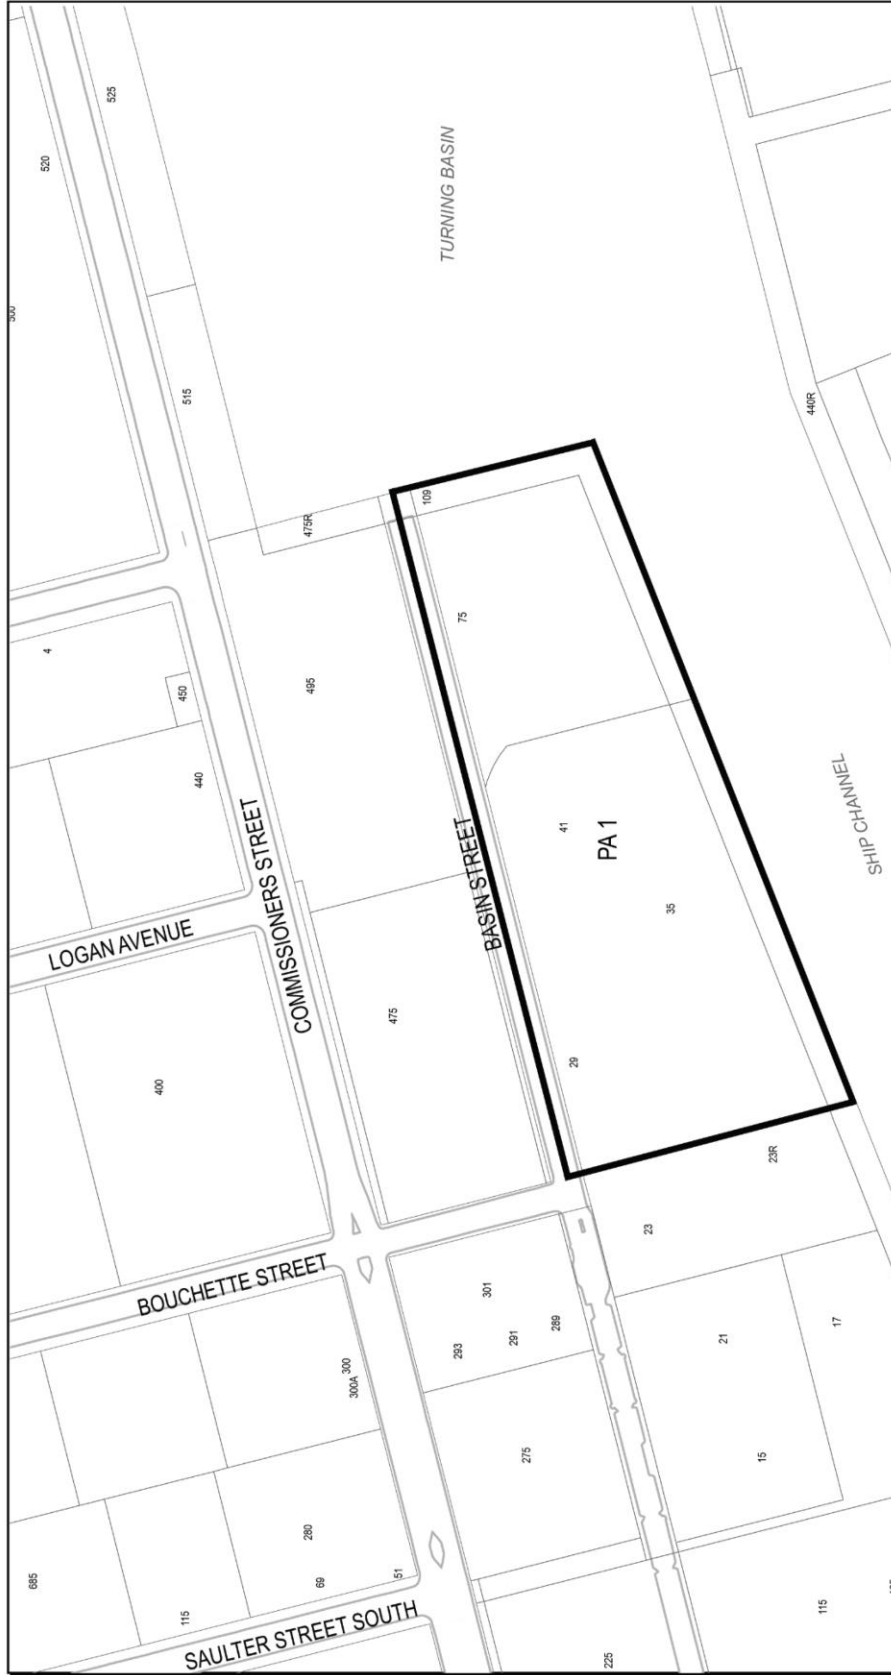 685
115
SAULTER STREET SOUTH
69
280
51
225
300A
300
275
293
291
289
301
115
15
21
17
23
23R
BOUCHETTE STREET
400
LOGAN AVENUE
COMMISSIONERS STREET
475
BASIN STREET
29
35
41
PA 1
440
450
4
495
75
109
475R
515
520
525
TURNING BASIN
SHIP CHANNEL
440R